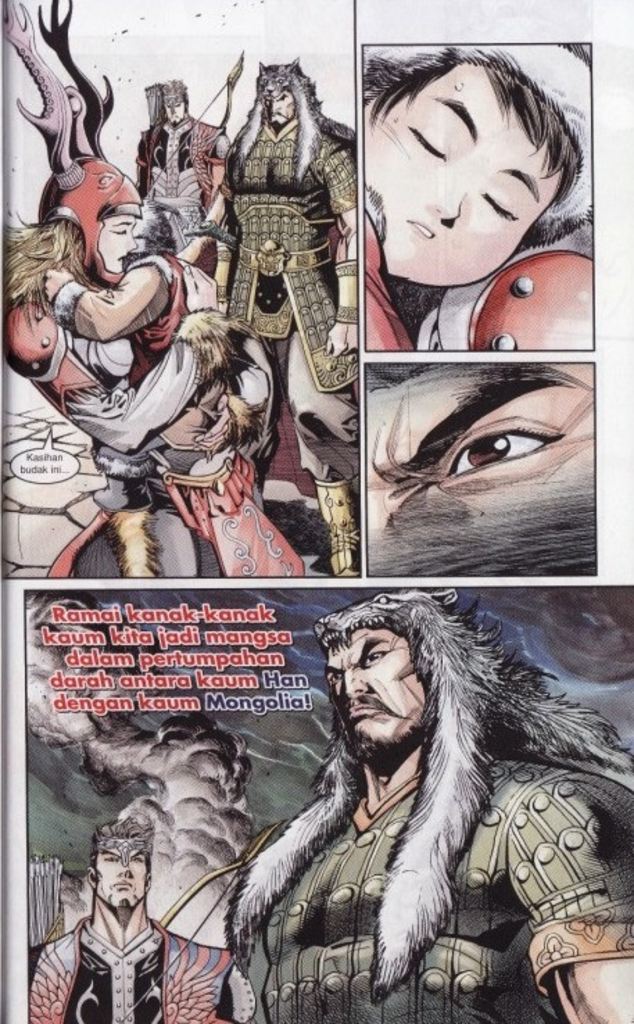 Kasihan
budak ini...
Ramai kanak-kanak
kaum kita jadi mangsa
dalam pertumpahan
darah antara kaum Han
dengan kaum Mongolia!